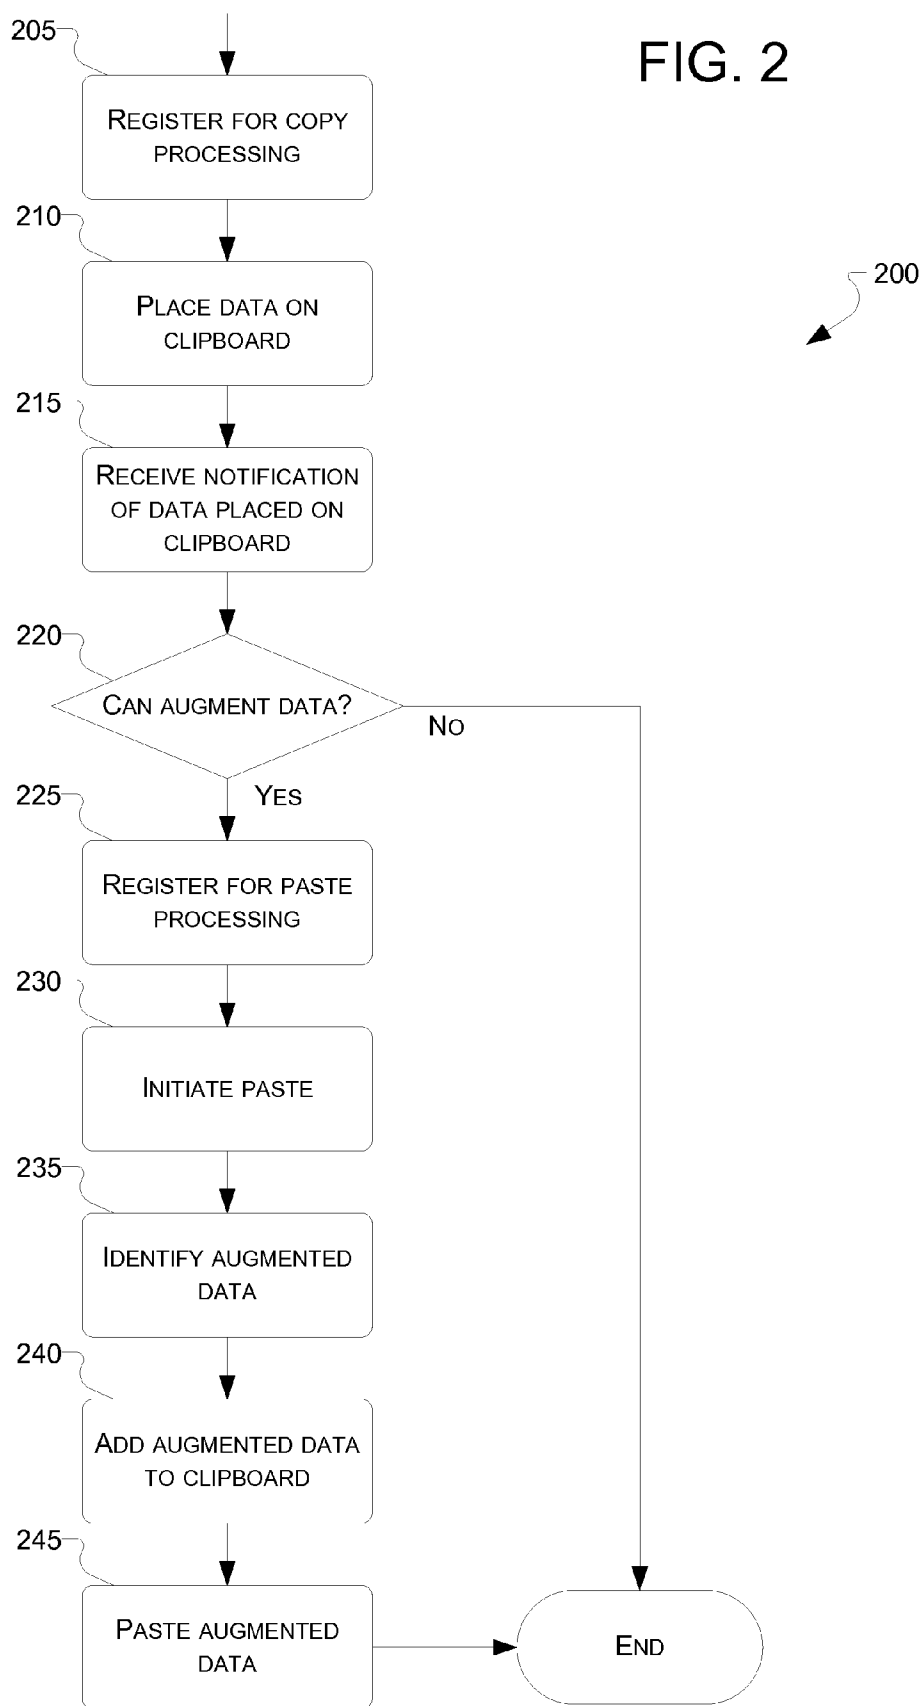 FIG. 2
200
205
REGISTER FOR COPY
PROCESSING
210
PLACE DATA ON
CLIPBOARD
215
RECEIVE NOTIFICATION
OF DATA PLACED ON
CLIPBOARD
220
CAN AUGMENT DATA?
NO
YES
225
REGISTER FOR PASTE
PROCESSING
230
INITIATE PASTE
235
IDENTIFY AUGMENTED
DATA
240
ADD AUGMENTED DATA
TO CLIPBOARD
245
PASTE AUGMENTED
DATA
END